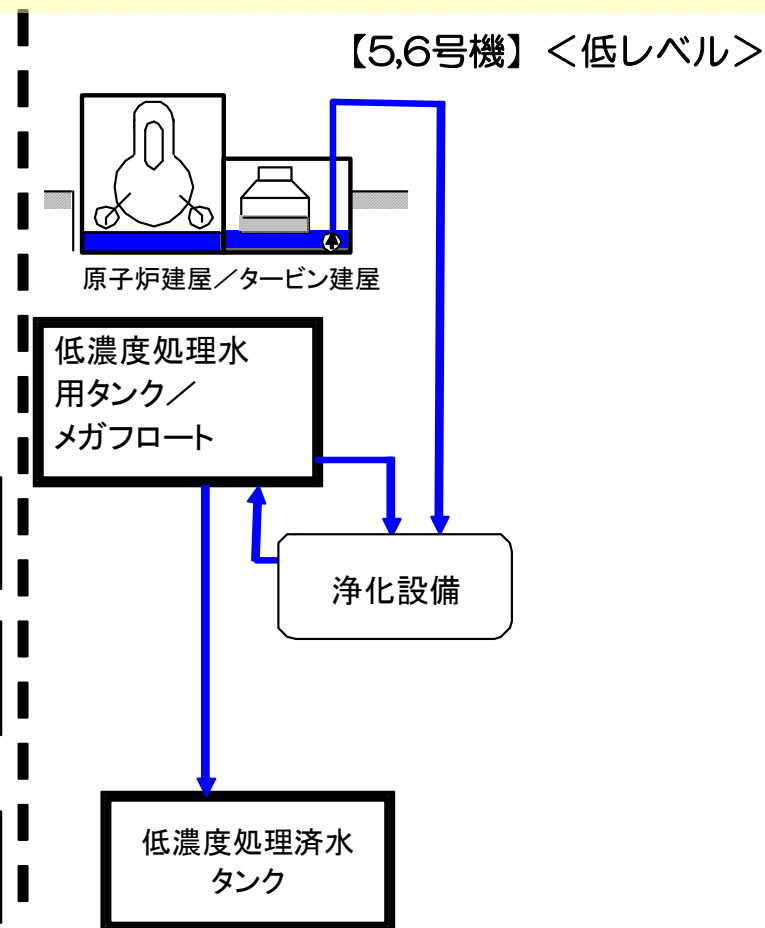 【5,6号機】＜低レベル＞
原子炉建屋／タービン建屋
低濃度処理水
用タンク／
メガフロート
浄化設備
低濃度処理済水
タンク